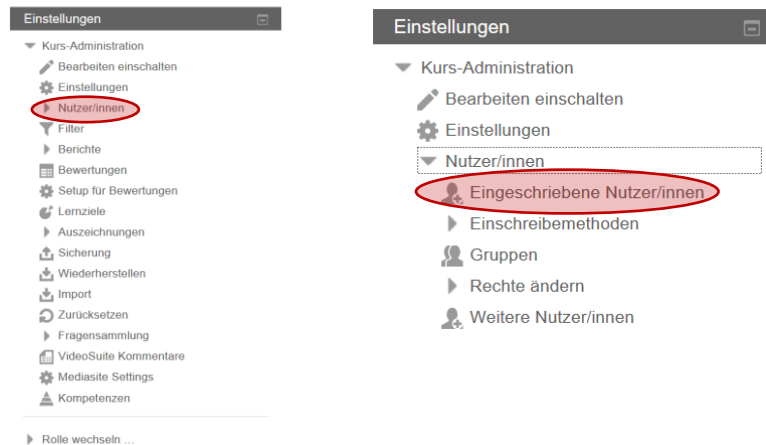 Einstellungen
Kurs-Administration
Bearbeiten einschalten
Einstellungen
Nutzer/innen
Filter
Berichte
Bewertungen
Setup für Bewertungen
Lernziele
Auszeichnungen
Sicherung
Wiederherstellen
Import
Zurücksetzen
Fragensammlung
VideoSuite Kommentare
Mediasite Settings
Kompetenzen
Rolle wechseln ...
Einstellungen
Kurs-Administration
Bearbeiten einschalten
Einstellungen
Nutzer/innen
Eingeschriebene Nutzer/innen
Einschreibemethoden
Gruppen
Rechte ändern
Weitere Nutzer/innen